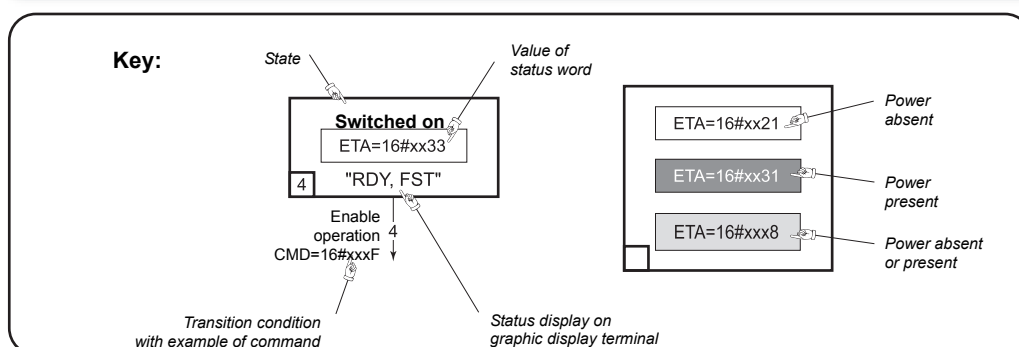 Key:
State
Value of
status word
Switched on
ETA=16#xx33
4
"RDY, FST"
Enable
operation
4
CMD=16#xxxF
Transition condition
with example of command
Status display on
graphic display terminal
ETA=16#xx21
Power
absent
ETA=16#xx31
Power
present
ETA=16#xxx8
Power absent
or present